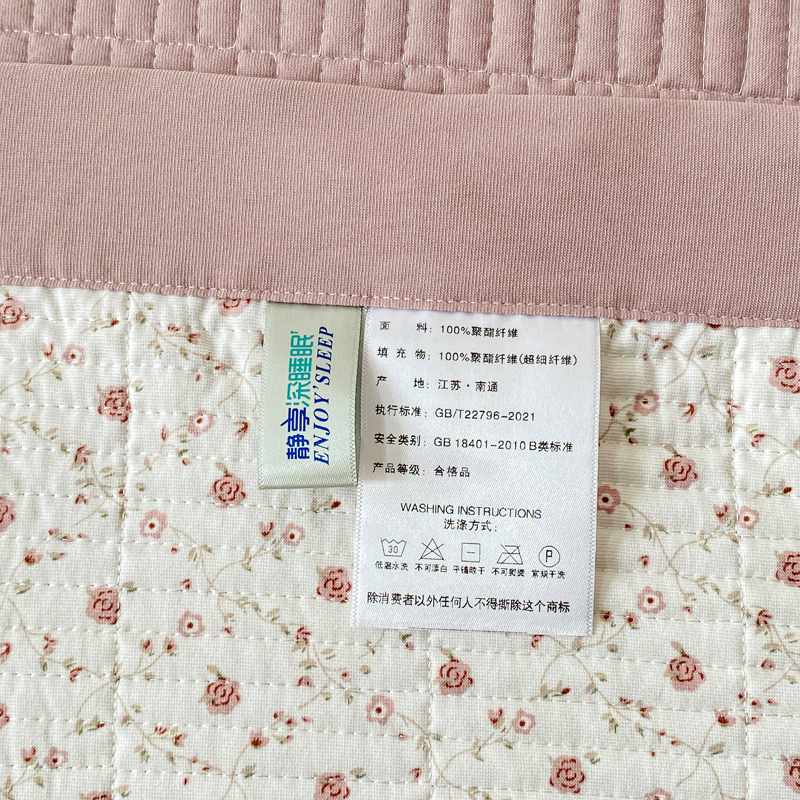 静享深睡眠
ENJOY'SLEEP
面 料: 100%聚酯纤维
填 充 物: 100%聚酯纤维(超细纤维)
产 地: 江苏·南通
执行标准: GB/T22796-2021
安全类别: GB 18401-2010 B类标准
产品等级: 合格品
WASHING INSTRUCTIONS
洗涤方式:
30 P
低温水洗 不可漂白 平铺晾干 不可熨烫 常规干洗
除消费者以外任何人不得撕除这个商标